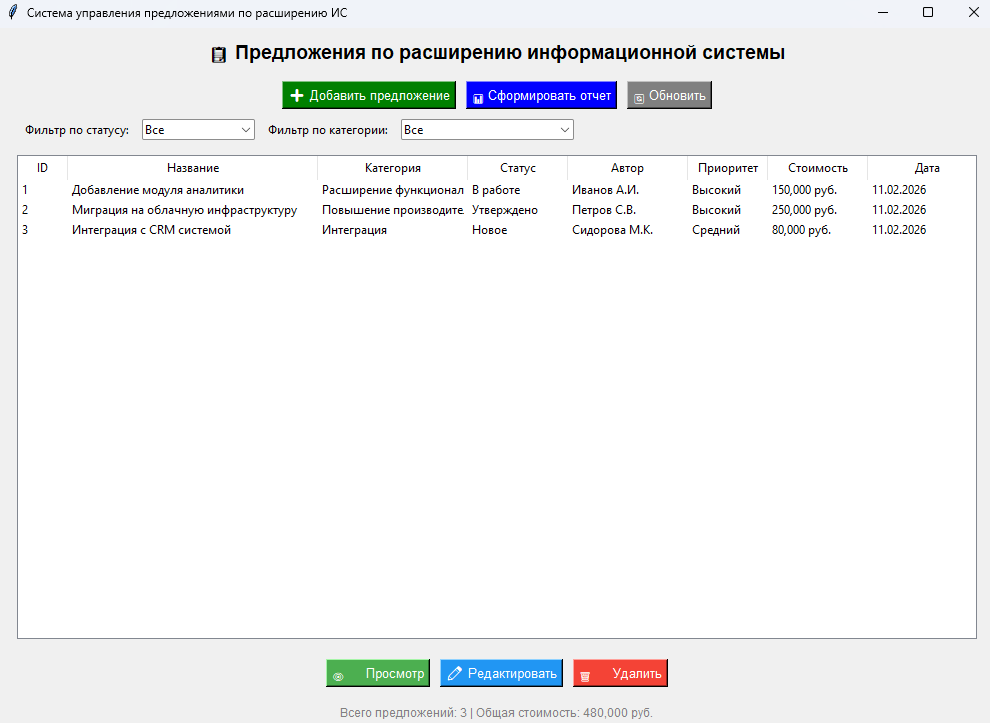 Система управления предложениями по расширению ИС
Предложения по расширению информационной системы
Добавить предложение Сформировать отчет Обновить
Фильтр по статусу: Все Фильтр по категории: Все
ID Название Категория Статус Автор Приоритет Стоимость Дата
1 Добавление модуля аналитики Расширение функционал В работе Иванов А.И. Высокий 150,000 руб. 11.02.2026
2 Миграция на облачную инфраструктуру Повышение производите. Утверждено Петров С.В. Высокий 250,000 руб. 11.02.2026
3 Интеграция с CRM системой Интеграция Новое Сидорова М.К. Средний 80,000 руб. 11.02.2026
Просмотр Редактировать Удалить
Всего предложений: 3 | Общая стоимость: 480,000 руб.